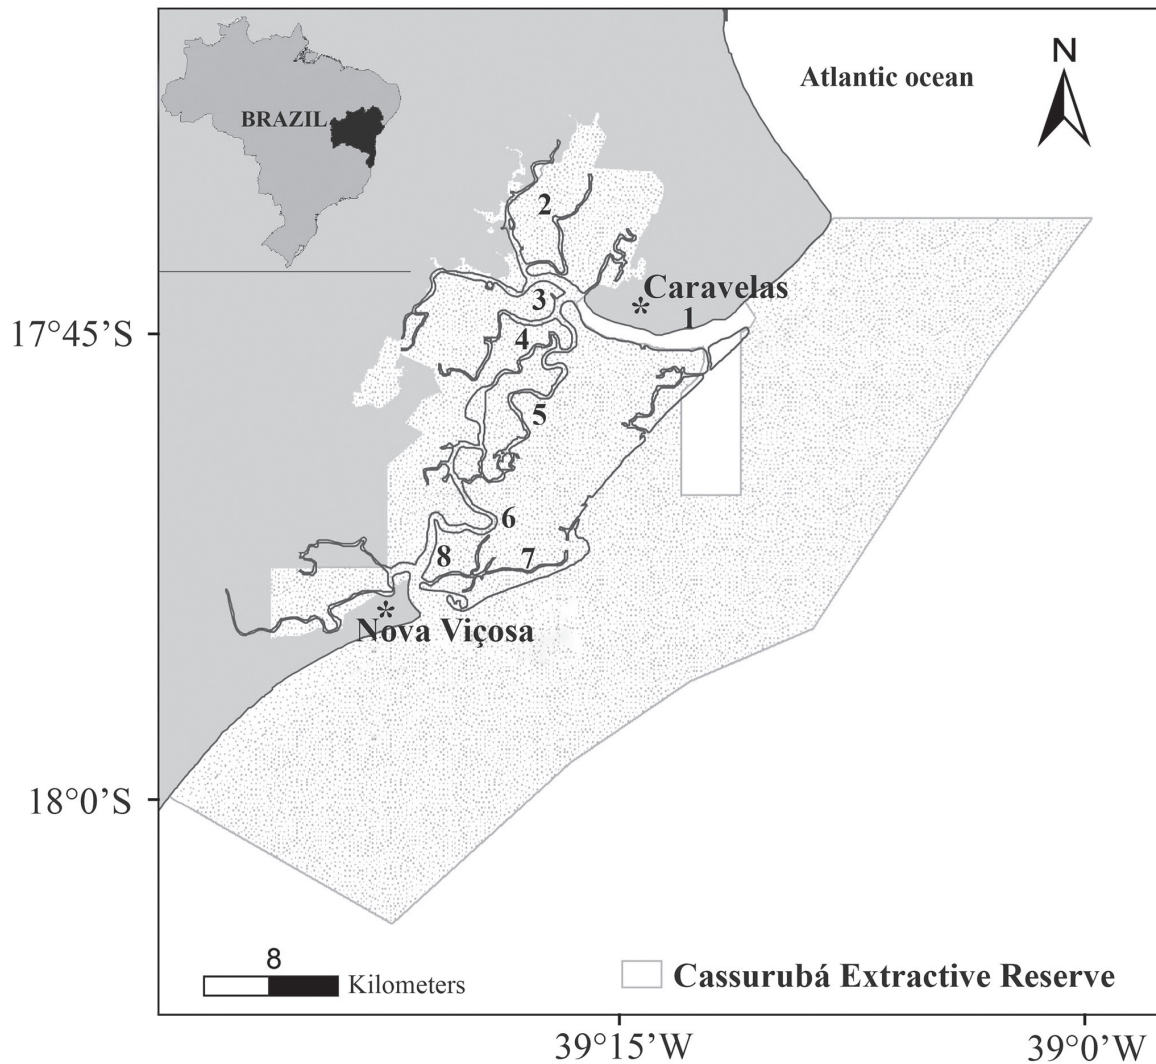 Atlantic ocean
N
BRAZIL
2
Caravelas
3
1
17°45’S
4
5
6
8
7
Nova Viçosa
18°0’S
8
Kilometers
Cassurubá Extractive Reserve
39°15’W
39°0’W